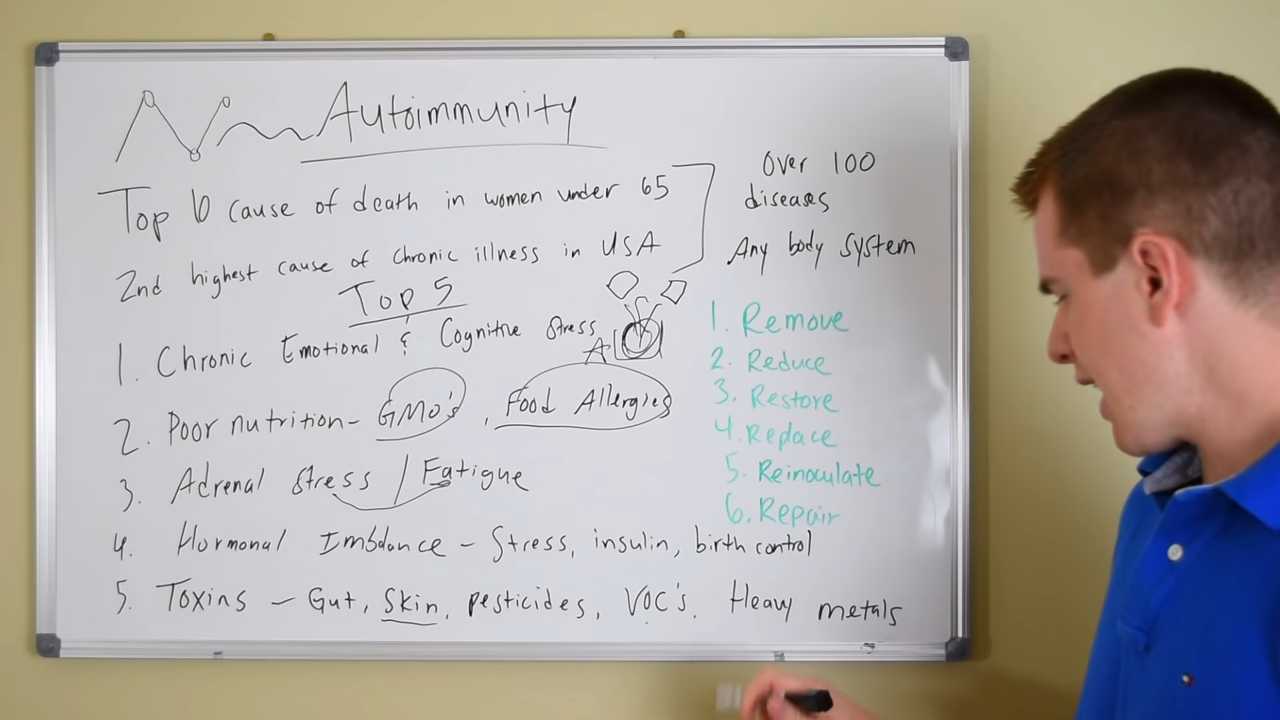 Autoimmunity
Top 10 cause of death in women under 65
2nd highest cause of chronic illness in USA
Over 100
diseases
Any body system
Top 5
1. Chronic Emotional & Cognitive Stress
A
2. Poor nutrition- GMO's, Food Allergies
3. Adrenal Stress / Fatigue
4. Hormonal Imbalance - Stress, insulin, birth control
5. Toxins - Gut, Skin, pesticides, VOC's, Heavy metals
1. Remove
2. Reduce
3. Restore
4. Replace
5. Reinoculate
6. Repair